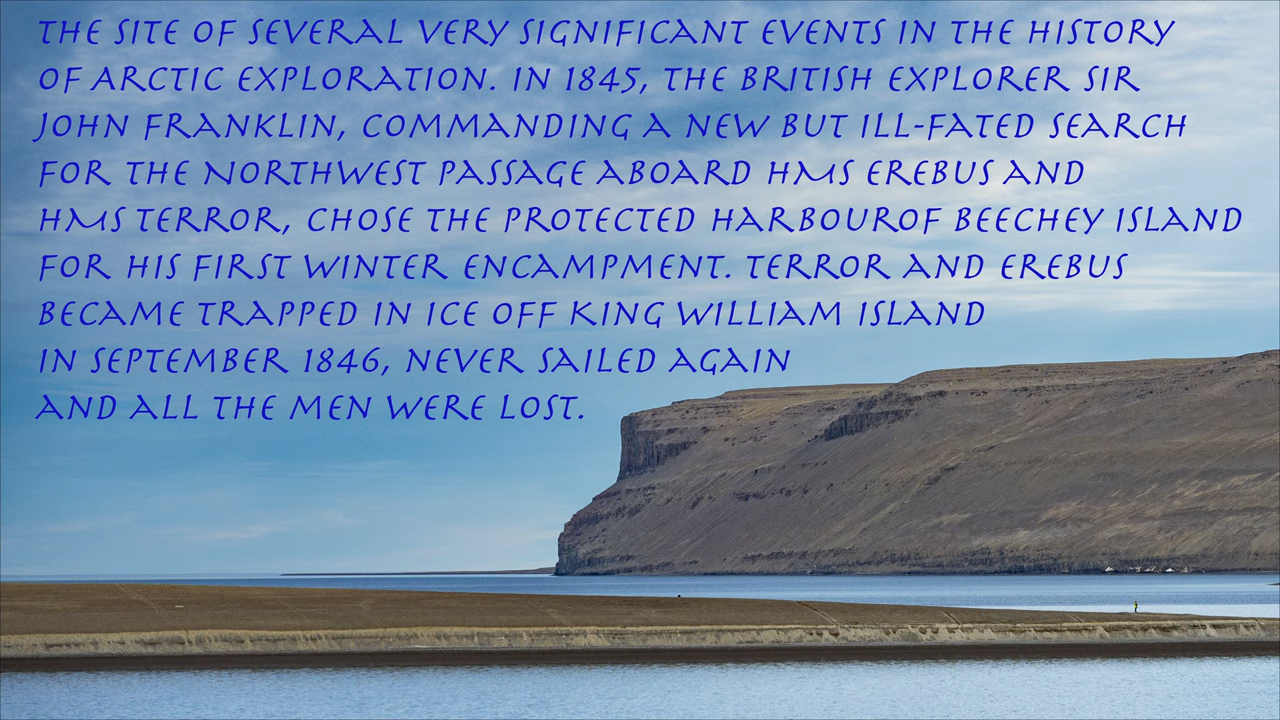 THE SITE OF SEVERAL VERY SIGNIFICANT EVENTS IN THE HISTORY
OF ARCTIC EXPLORATION. IN 1845, THE BRITISH EXPLORER SIR
JOHN FRANKLIN, COMMANDING A NEW BUT ILL-FATED SEARCH
FOR THE NORTHWEST PASSAGE ABOARD HMS EREBUS AND
HMS TERROR, CHOSE THE PROTECTED HARBOUROF BEECHEY ISLAND
FOR HIS FIRST WINTER ENCAMPMENT. TERROR AND EREBUS
BECAME TRAPPED IN ICE OFF KING WILLIAM ISLAND
IN SEPTEMBER 1846, NEVER SAILED AGAIN
AND ALL THE MEN WERE LOST.